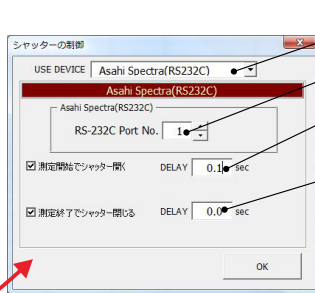 シャッターの制御
USE DEVICE Asahi Spectra(RS232C)
Asahi Spectra(RS232C)
Asahi Spectra(RS232C)
RS-232C Port No. 1
測定開始でシャッター開く DELAY 0.1 sec
測定終了でシャッター閉じる DELAY 0.0 sec
OK